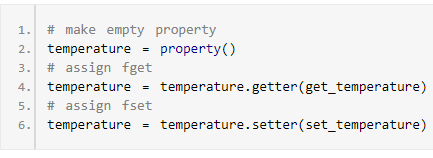 1. # make empty property
2. temperature = property()
3. # assign fget
4. temperature = temperature.getter(get_temperature)
5. # assign fset
6. temperature = temperature.setter(set_temperature)